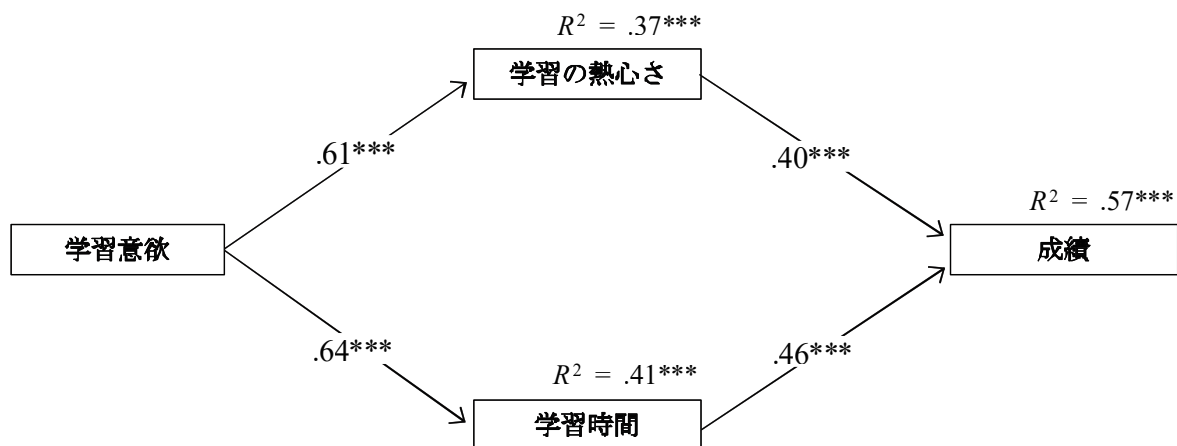 R² = .37***
学習の熱心さ
.61***
.40***
R² = .57***
学習意欲
成績
.64***
.46***
R² = .41***
学習時間